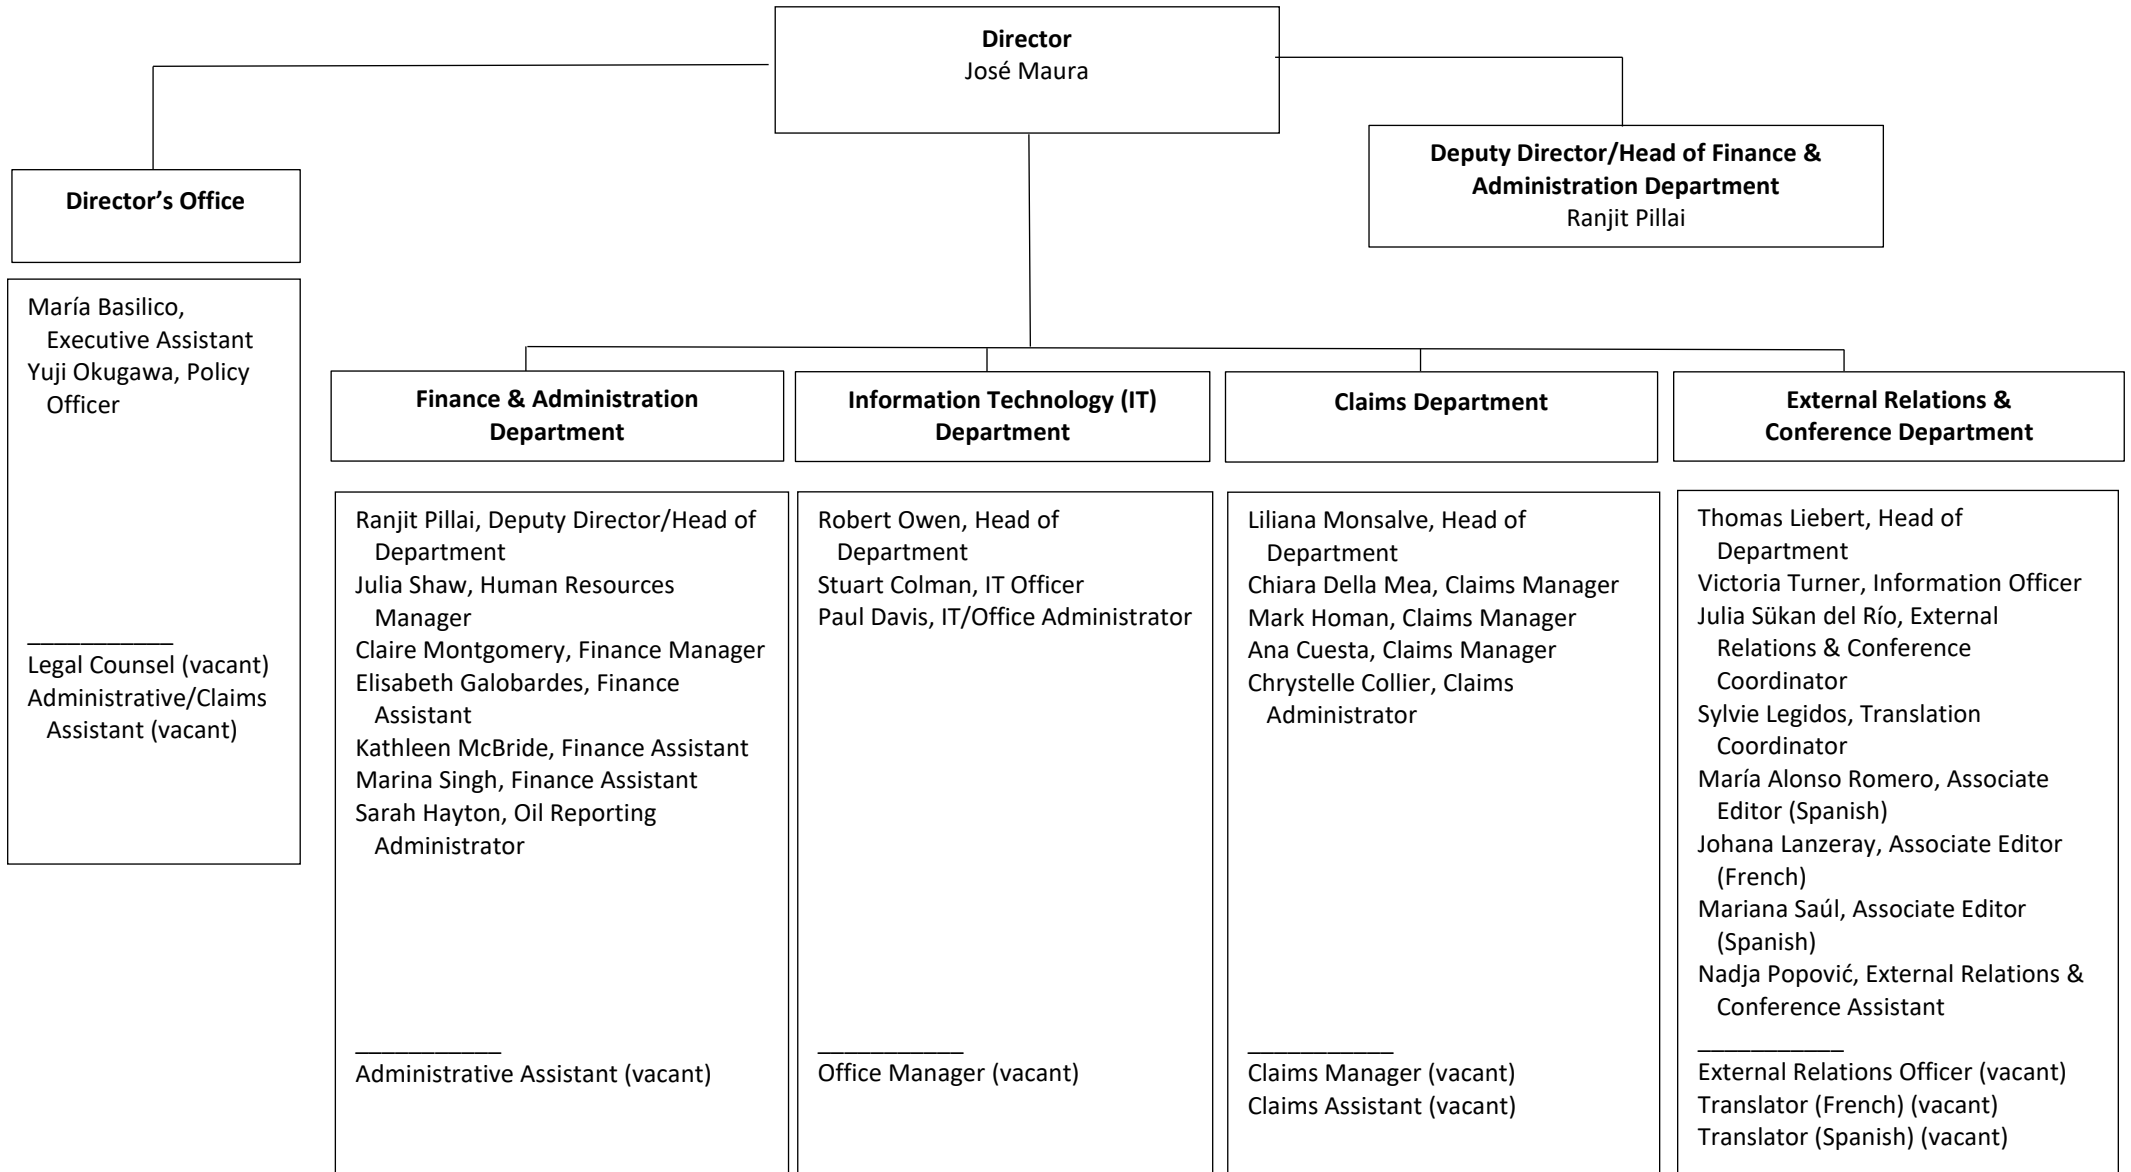 Director
José Maura
Deputy Director/Head of Finance &
Administration Department
Ranjit Pillai
Director’s Office
María Basilico,
Executive Assistant
Yuji Okugawa, Policy
Officer
___________
Legal Counsel (vacant)
Administrative/Claims
Assistant (vacant)
Finance & Administration
Department
Ranjit Pillai, Deputy Director/Head of
Department
Julia Shaw, Human Resources
Manager
Claire Montgomery, Finance Manager
Elisabeth Galobardes, Finance
Assistant
Kathleen McBride, Finance Assistant
Marina Singh, Finance Assistant
Sarah Hayton, Oil Reporting
Administrator
___________
Administrative Assistant (vacant)
Information Technology (IT)
Department
Robert Owen, Head of
Department
Stuart Colman, IT Officer
Paul Davis, IT/Office Administrator
___________
Office Manager (vacant)
Claims Department
Liliana Monsalve, Head of
Department
Chiara Della Mea, Claims Manager
Mark Homan, Claims Manager
Ana Cuesta, Claims Manager
Chrystelle Collier, Claims
Administrator
___________
Claims Manager (vacant)
Claims Assistant (vacant)
External Relations &
Conference Department
Thomas Liebert, Head of
Department
Victoria Turner, Information Officer
Julia Sükan del Río, External
Relations & Conference
Coordinator
Sylvie Legidos, Translation
Coordinator
María Alonso Romero, Associate
Editor (Spanish)
Johana Lanzeray, Associate Editor
(French)
Mariana Saúl, Associate Editor
(Spanish)
Nadja Popović, External Relations &
Conference Assistant
___________
External Relations Officer (vacant)
Translator (French) (vacant)
Translator (Spanish) (vacant)